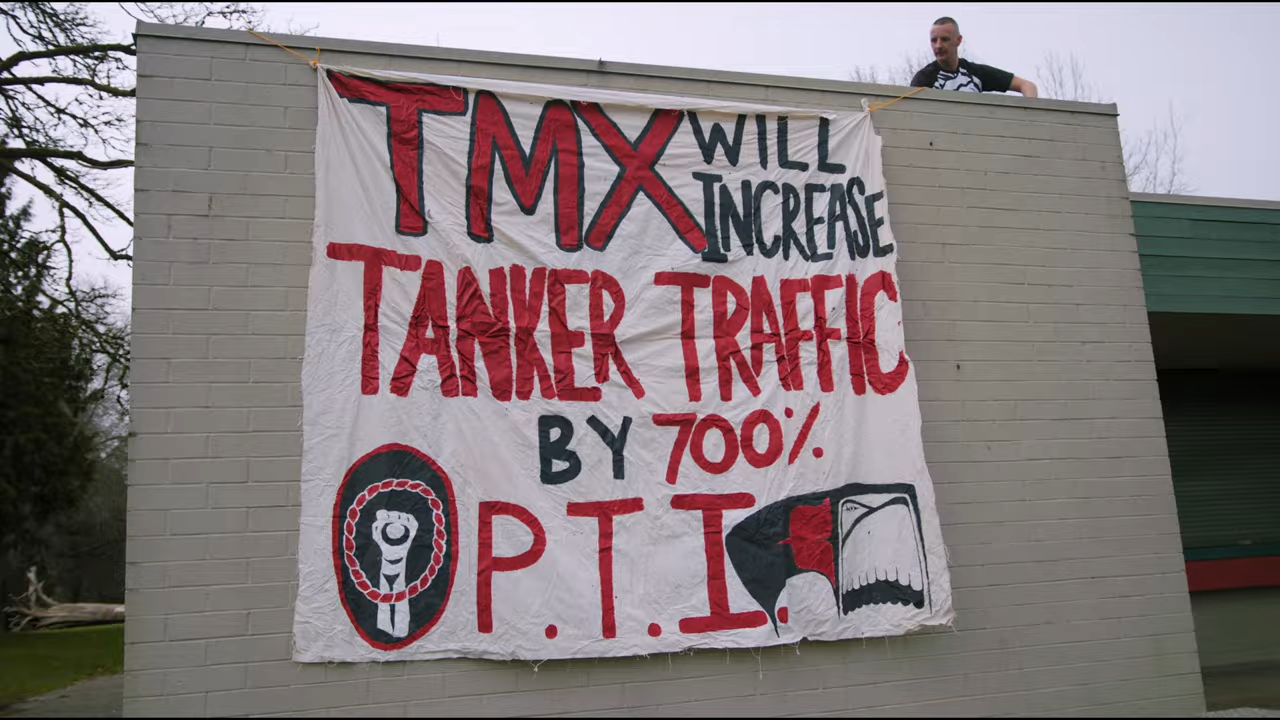 TMX WILL
INCREASE
TANKER TRAFFIC
BY 700%
P.T.I.